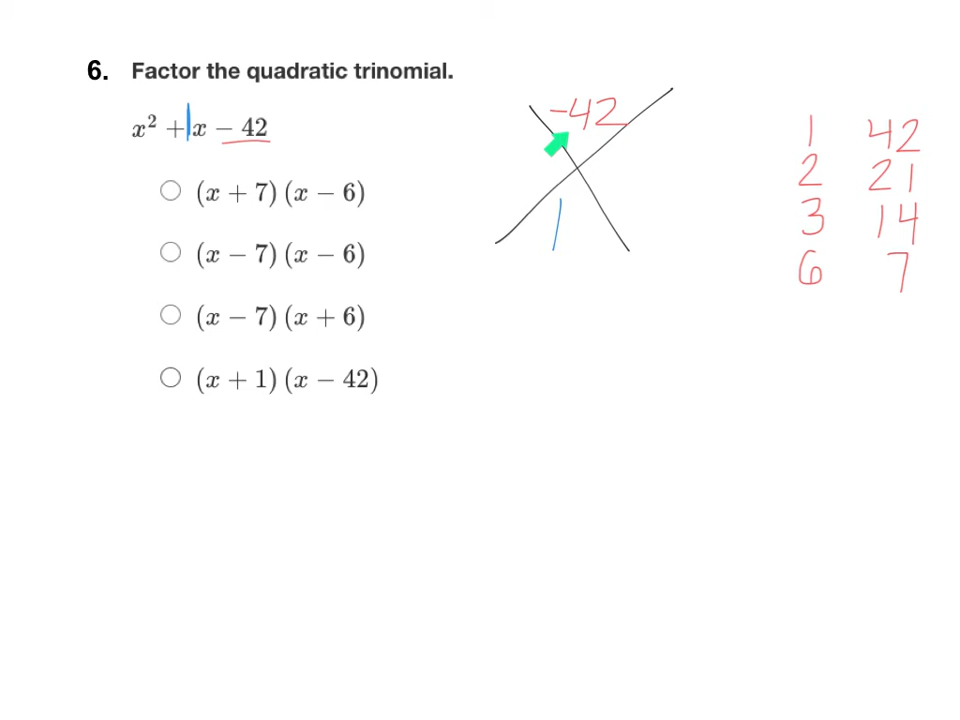 6. Factor the quadratic trinomial.
x² + 1x − 42
(x + 7) (x − 6)
(x − 7) (x − 6)
(x − 7) (x + 6)
(x + 1) (x − 42)
-42
1
1 42
2 21
3 14
6 7